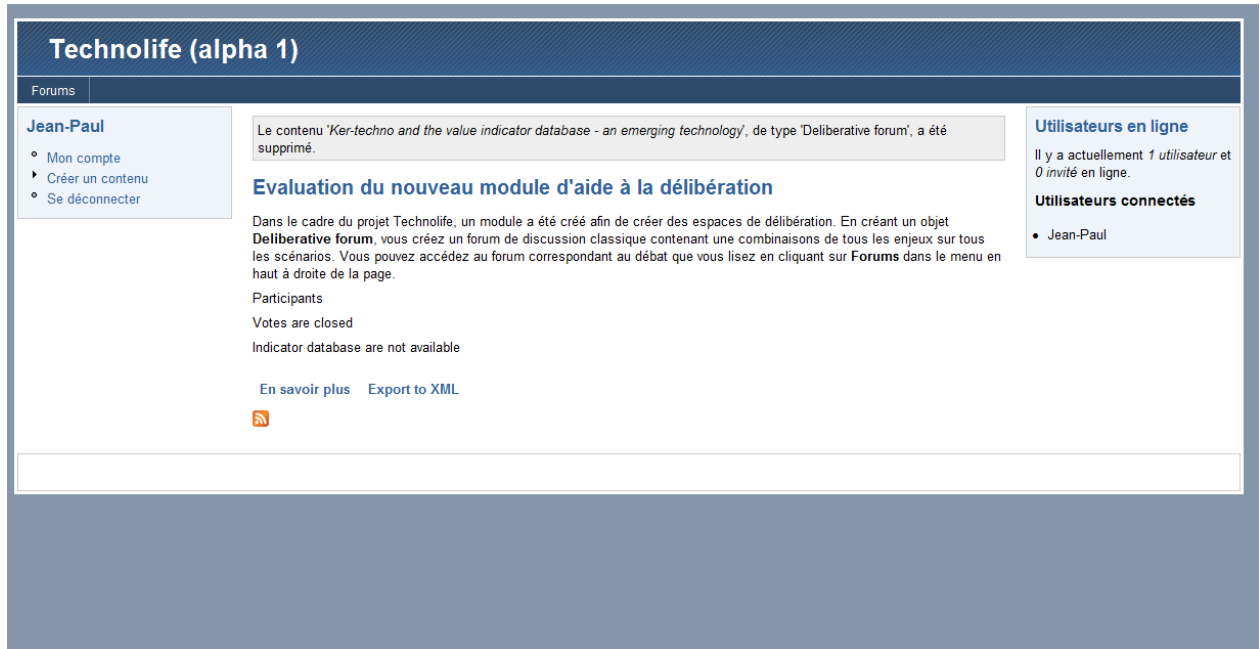 Technolife (alpha 1)
Forums
Jean-Paul
Mon compte
Créer un contenu
Se déconnecter
Le contenu 'Ker-techno and the value indicator database - an emerging technology', de type 'Deliberative forum', a été
supprimé.
Evaluation du nouveau module d'aide à la délibération
Dans le cadre du projet Technolife, un module a été créé afin de créer des espaces de délibération. En créant un objet
Deliberative forum, vous créez un forum de discussion classique contenant une combinaisons de tous les enjeux sur tous
les scénarios. Vous pouvez accédez au forum correspondant au débat que vous lisez en cliquant sur Forums dans le menu en
haut à droite de la page.
Participants
Votes are closed
Indicator database are not available
En savoir plus Export to XML
Utilisateurs en ligne
Il y a actuellement 1 utilisateur et
0 invité en ligne.
Utilisateurs connectés
Jean-Paul